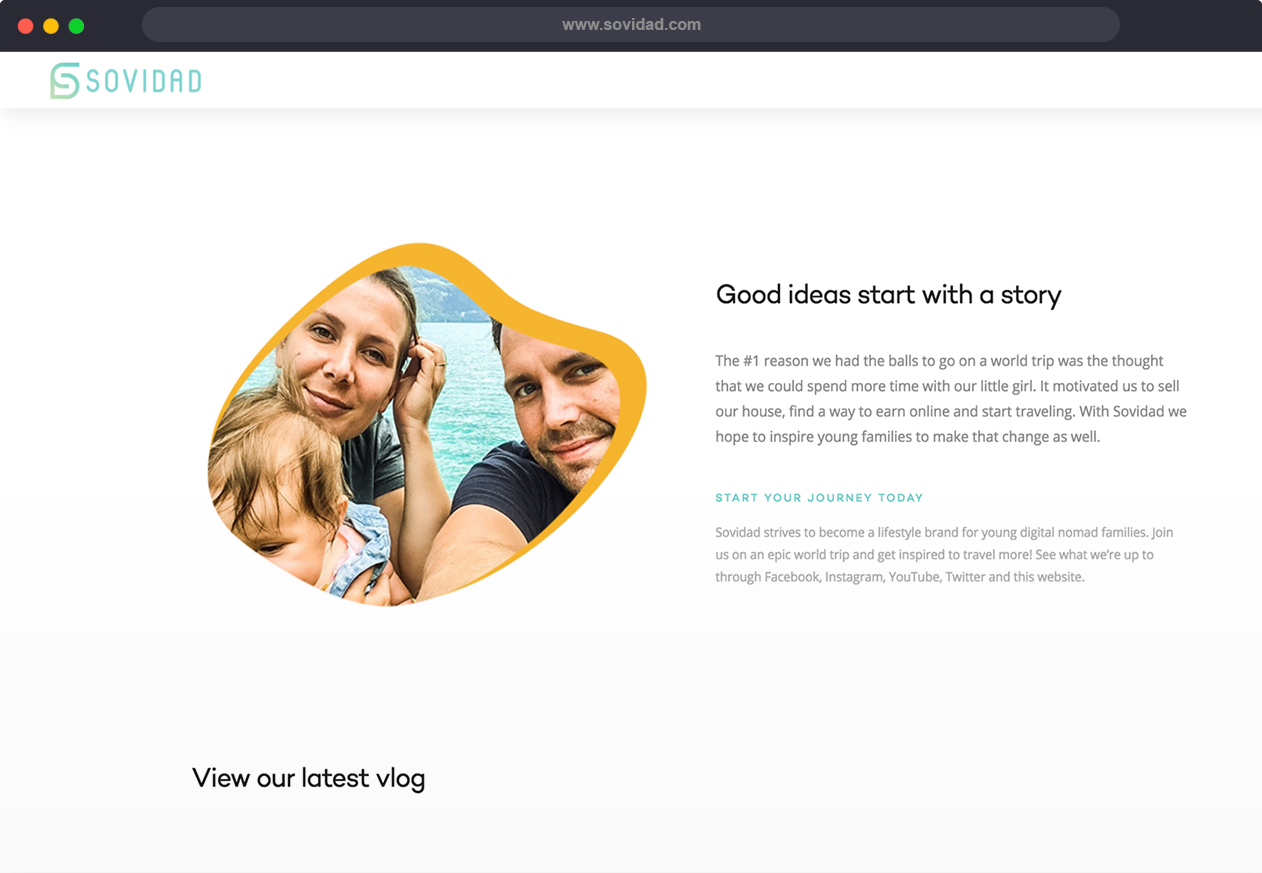 www.sovidad.com
SOVIDAD
Good ideas start with a story
The #1 reason we had the balls to go on a world trip was the thought
that we could spend more time with our little girl. It motivated us to sell
our house, find a way to earn online and start traveling. With Sovidad we
hope to inspire young families to make that change as well.
START YOUR JOURNEY TODAY
Sovidad strives to become a lifestyle brand for young digital nomad families. Join
us on an epic world trip and get inspired to travel more! See what we’re up to
through Facebook, Instagram, YouTube, Twitter and this website.
View our latest vlog